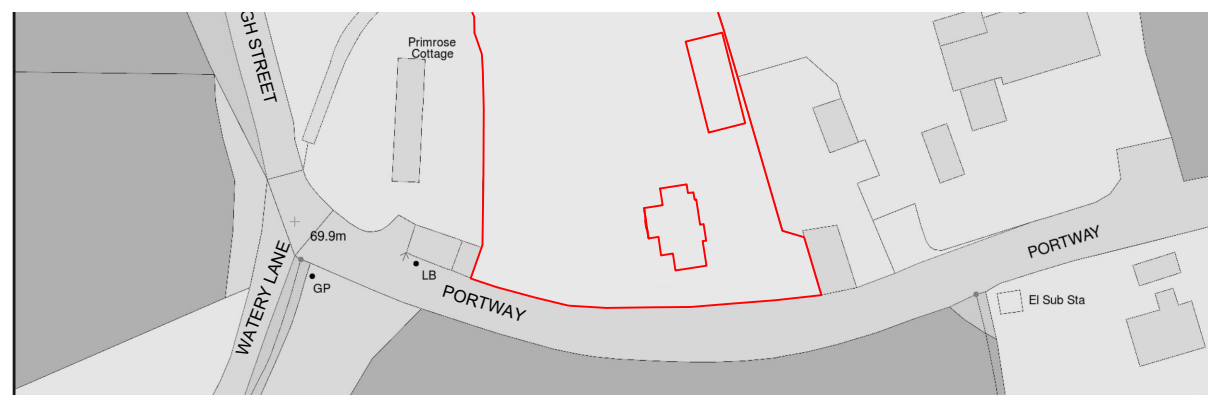 GH STREET
Primrose
Cottage
69.9m
WATERY LANE
GP
LB
PORTWAY
PORTWAY
El Sub Sta